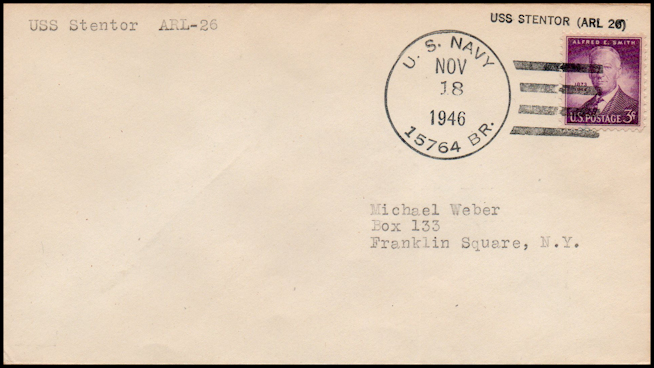 USS Stentor ARL-26
USS STENTOR (ARL 26)
U. S. NAVY
NOV
18
1946
15764 BR.
ALFRED E. SMITH
U.S. POSTAGE 3¢
Michael Weber
Box 133
Franklin Square, N.Y.